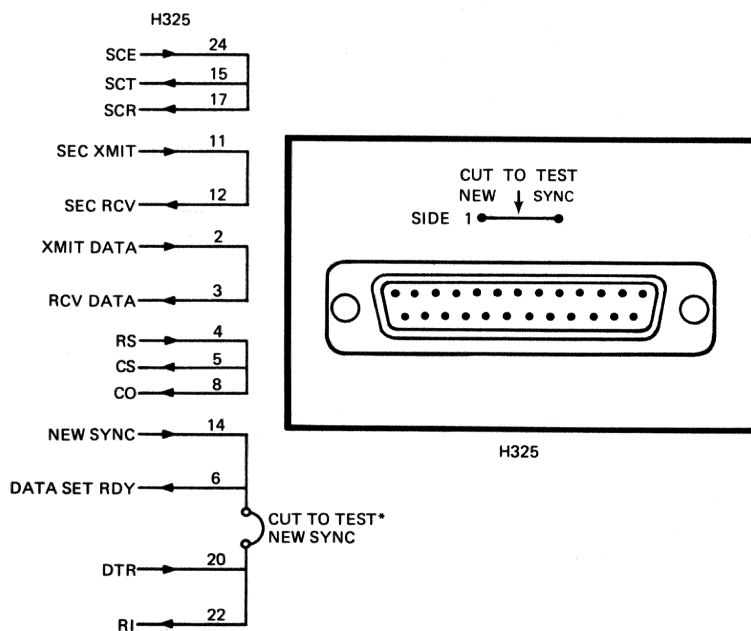 H325
SCE 24
SCT 15
SCR 17
SEC XMIT 11
SEC RCV 12
XMIT DATA 2
RCV DATA 3
RS 4
CS 5
CO 8
NEW SYNC 14
DATA SET RDY 6
CUT TO TEST*
NEW SYNC
DTR 20
RI 22
CUT TO TEST
NEW SYNC
SIDE 1
H325